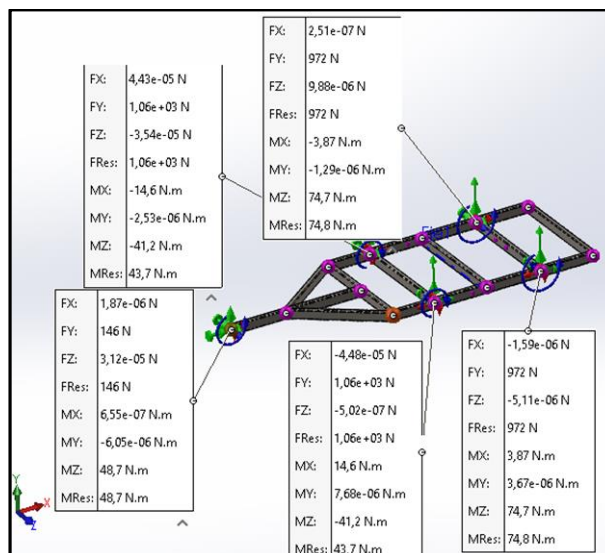 FX: 2,51e-07 N
FY: 972 N
FZ: 9,88e-06 N
FRes: 972 N
MX: -3,87 N.m
MY: -1,29e-06 N.m
MZ: 74,7 N.m
MRes: 74,8 N.m
FX: 4,43e-05 N
FY: 1,06e+03 N
FZ: -3,54e-05 N
FRes: 1,06e+03 N
MX: -14,6 N.m
MY: -2,53e-06 N.m
MZ: -41,2 N.m
MRes: 43,7 N.m
FX: 1,87e-06 N
FY: 146 N
FZ: 3,12e-05 N
FRes: 146 N
MX: 6,55e-07 N.m
MY: -6,05e-06 N.m
MZ: 48,7 N.m
MRes: 48,7 N.m
FX: -4,48e-05 N
FY: 1,06e+03 N
FZ: -5,02e-07 N
FRes: 1,06e+03 N
MX: 14,6 N.m
MY: 7,68e-06 N.m
MZ: -41,2 N.m
MRes: 43,7 N.m
FX: -1,59e-06 N
FY: 972 N
FZ: -5,11e-06 N
FRes: 972 N
MX: 3,87 N.m
MY: 3,67e-06 N.m
MZ: 74,7 N.m
MRes: 74,8 N.m
Y
X
Z